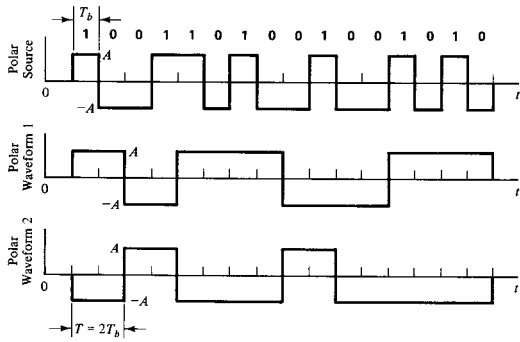 T_b
1 0 0 1 1 0 1 0 0 1 0 0 1 0 1 0
Polar
Source
A
0
−A
t
Polar
Waveform 1
A
0
−A
t
Polar
Waveform 2
A
0
−A
t
T = 2T_b